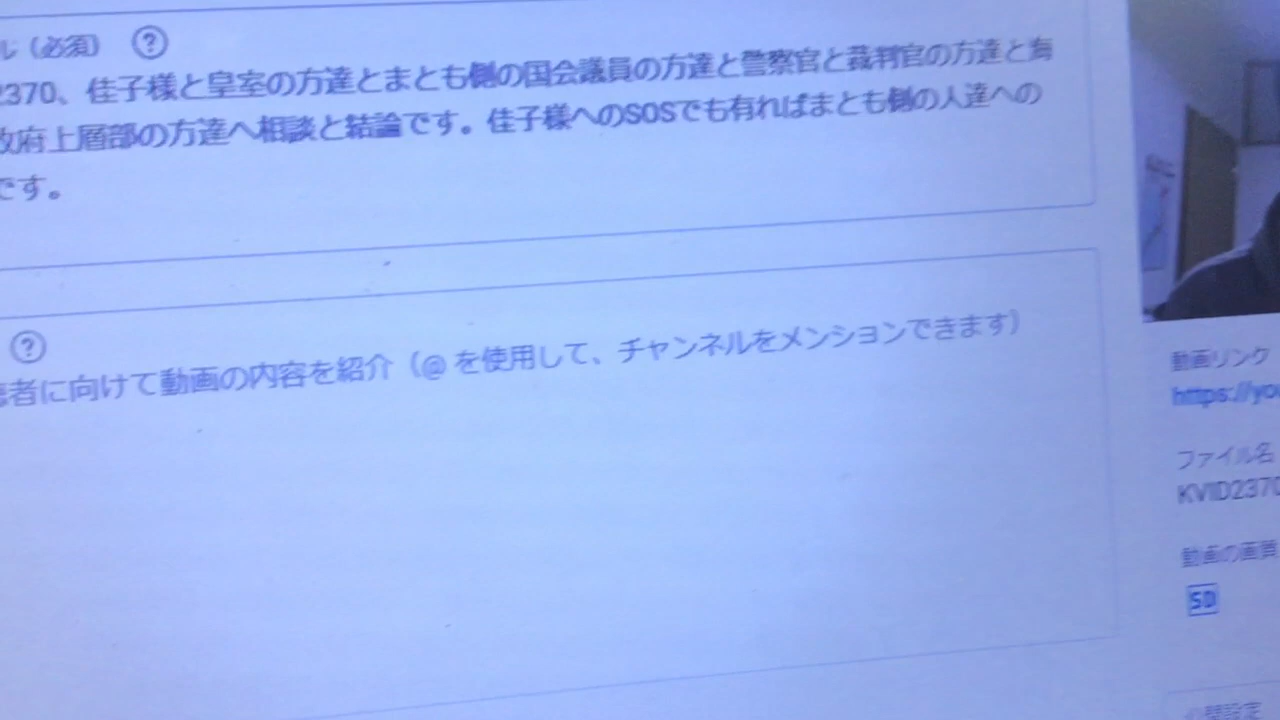 ル（必須） ?
2370、佳子様と皇室の方達とまとも側の国会議員の方達と警察官と裁判官の方達と海
政府上層部の方達へ相談と結論です。佳子様へのSOSでも有ればまとも側の人達への
です。
?
聴者に向けて動画の内容を紹介（@ を使用して、チャンネルをメンションできます）
動画リンク
https://yo
ファイル名
KVID2370
動画の画質
SD
公開設定